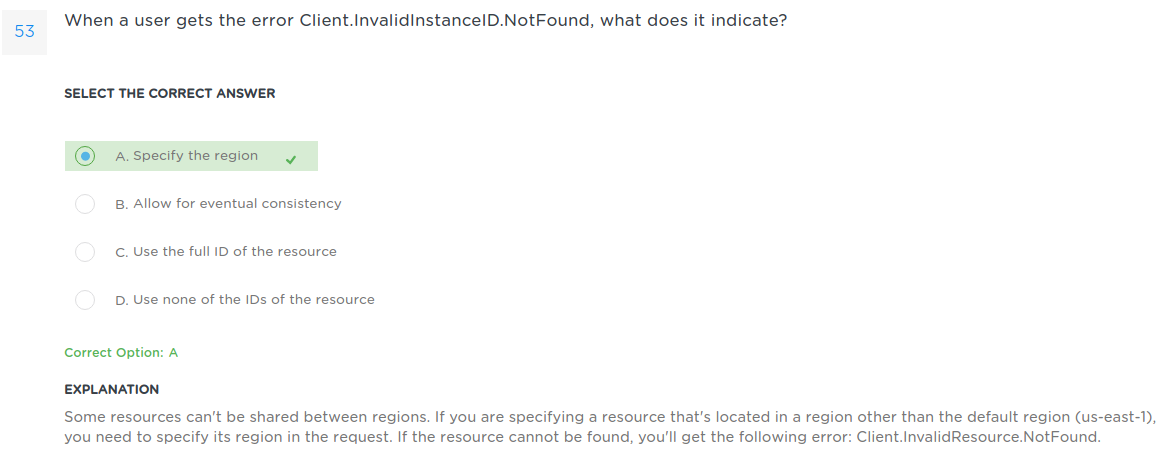 53
When a user gets the error Client.InvalidInstanceID.NotFound, what does it indicate?
SELECT THE CORRECT ANSWER
A. Specify the region
B. Allow for eventual consistency
C. Use the full ID of the resource
D. Use none of the IDs of the resource
Correct Option: A
EXPLANATION
Some resources can't be shared between regions. If you are specifying a resource that's located in a region other than the default region (us-east-1),
you need to specify its region in the request. If the resource cannot be found, you'll get the following error: Client.InvalidResource.NotFound.